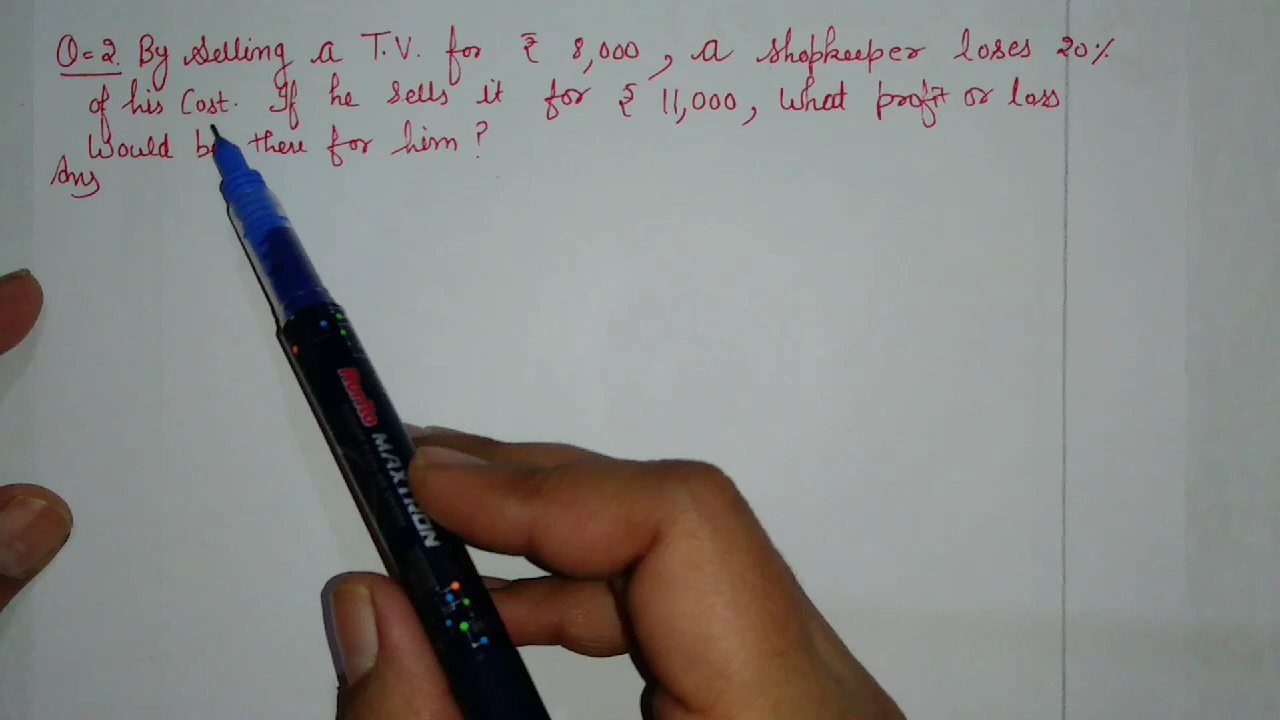 Q=2. By selling a T.V. for ₹ 8,000, a shopkeeper loses 20%
of his Cost. If he sells it for ₹ 11,000, What profit or loss
Would be there for him?
Ans
MAXTRON